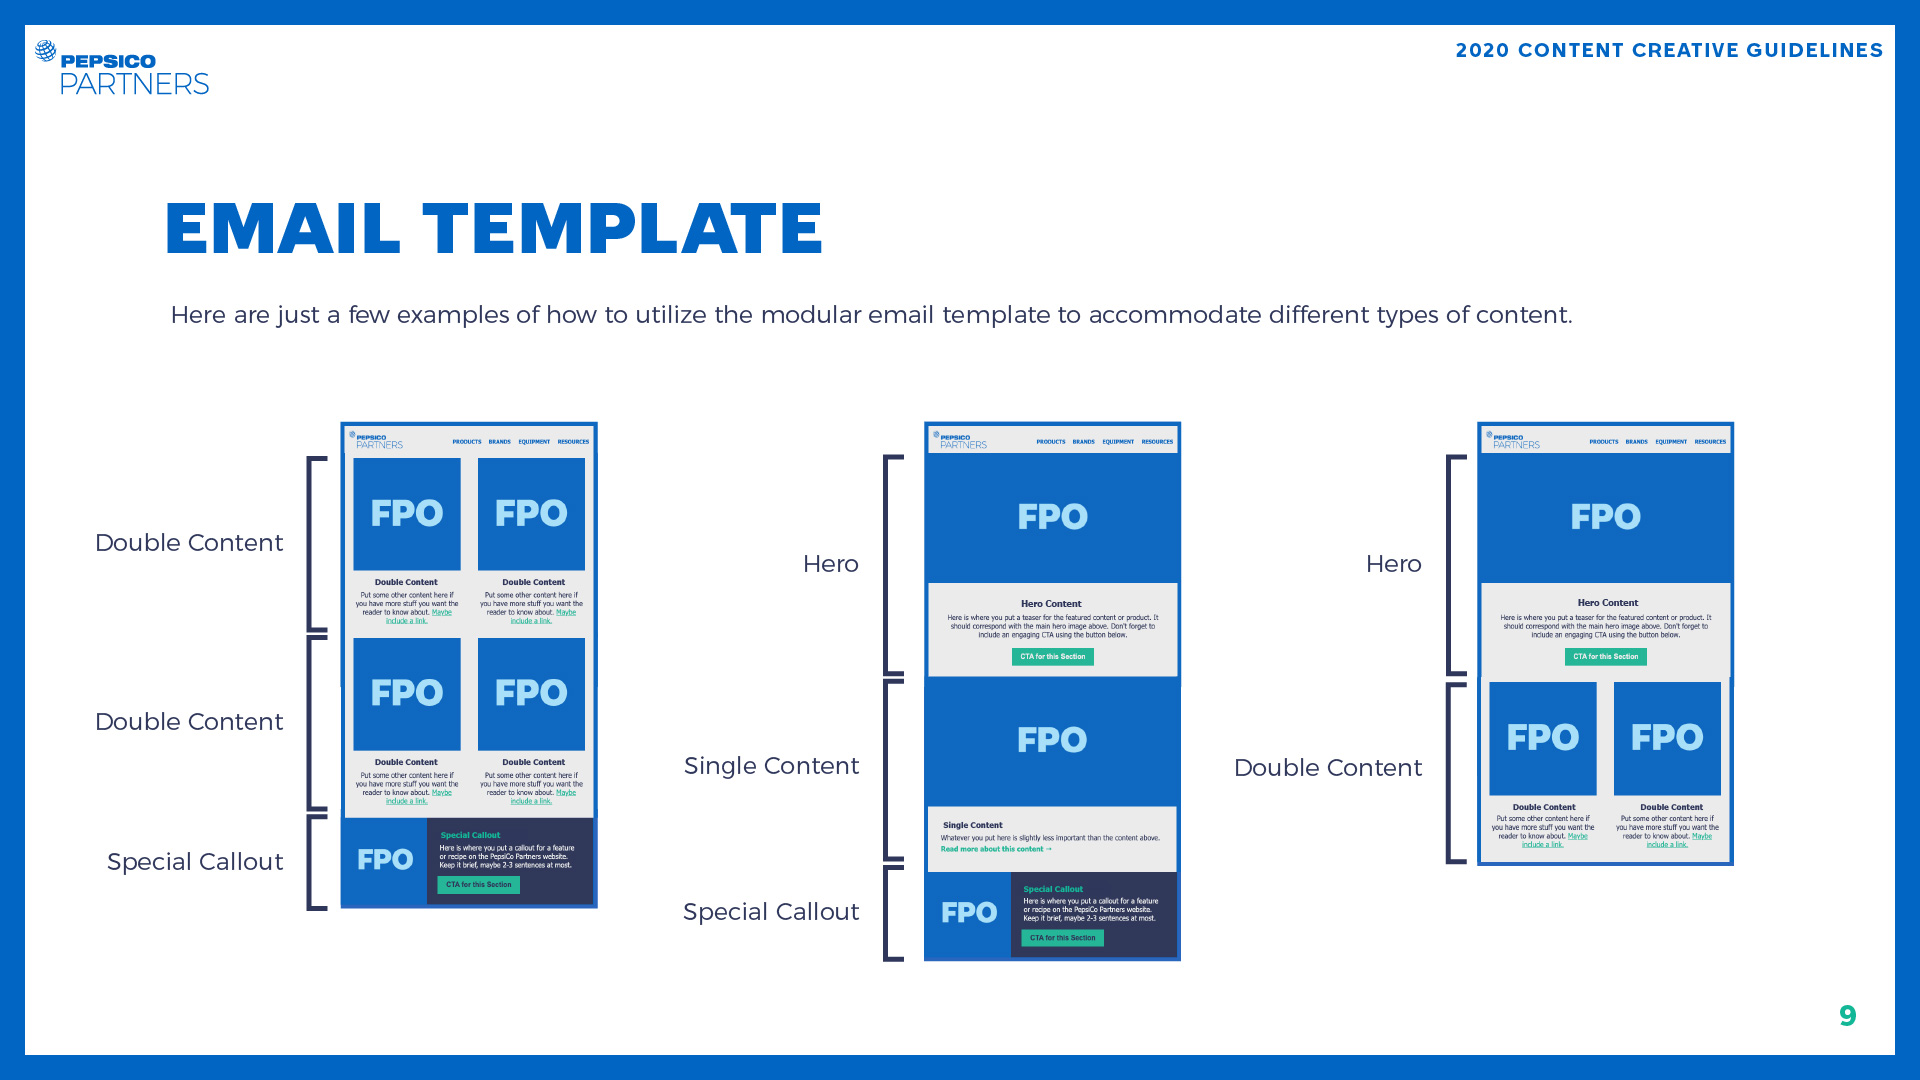 PEPSICO
PARTNERS
2020 CONTENT CREATIVE GUIDELINES
EMAIL TEMPLATE
Here are just a few examples of how to utilize the modular email template to accommodate different types of content.
Double Content
Double Content
Special Callout
PEPSICO
PARTNERS
PRODUCTS BRANDS EQUIPMENT RESOURCES
FPO FPO
Double Content
Put some other content here if
you have more stuff you want the
reader to know about. Maybe
include a link.
Double Content
Put some other content here if
you have more stuff you want the
reader to know about. Maybe
include a link.
FPO FPO
Double Content
Put some other content here if
you have more stuff you want the
reader to know about. Maybe
include a link.
Double Content
Put some other content here if
you have more stuff you want the
reader to know about. Maybe
include a link.
FPO
Special Callout
Here is where you put a callout for a feature
or recipe on the PepsiCo Partners website.
Keep it brief, maybe 2-3 sentences at most.
CTA for this Section
Hero
Single Content
Special Callout
PEPSICO
PARTNERS
PRODUCTS BRANDS EQUIPMENT RESOURCES
FPO
Hero Content
Here is where you put a teaser for the featured content or product. It
should correspond with the main hero image above. Don't forget to
include an engaging CTA using the button below.
CTA for this Section
FPO
Single Content
Whatever you put here is slightly less important than the content above.
Read more about this content →
FPO
Special Callout
Here is where you put a callout for a feature
or recipe on the PepsiCo Partners website.
Keep it brief, maybe 2-3 sentences at most.
CTA for this Section
Hero
Double Content
PEPSICO
PARTNERS
PRODUCTS BRANDS EQUIPMENT RESOURCES
FPO
Hero Content
Here is where you put a teaser for the featured content or product. It
should correspond with the main hero image above. Don't forget to
include an engaging CTA using the button below.
CTA for this Section
FPO FPO
Double Content
Put some other content here if
you have more stuff you want the
reader to know about. Maybe
include a link.
Double Content
Put some other content here if
you have more stuff you want the
reader to know about. Maybe
include a link.
9